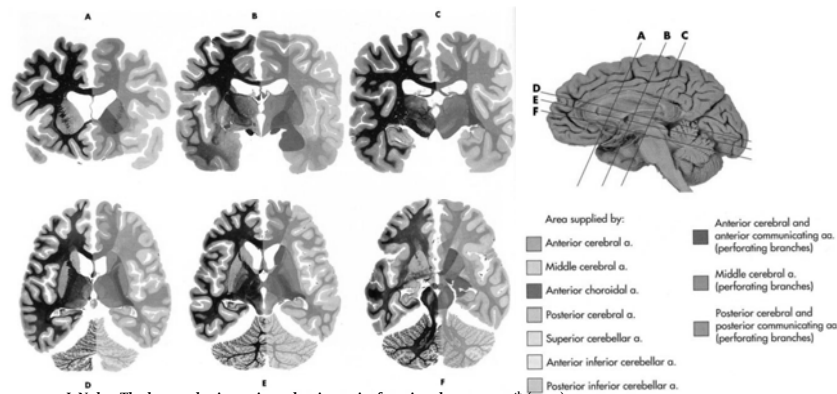 A
B
C
A B C
D
E
F
Area supplied by:
Anterior cerebral a.
Middle cerebral a.
Anterior choroidal a.
Posterior cerebral a.
Superior cerebellar a.
Anterior inferior cerebellar a.
Posterior inferior cerebellar a.
Anterior cerebral and
anterior communicating aa.
(perforating branches)
Middle cerebral a.
(perforating branches)
Posterior cerebral and
posterior communicating aa
(perforating branches)
D
E
F